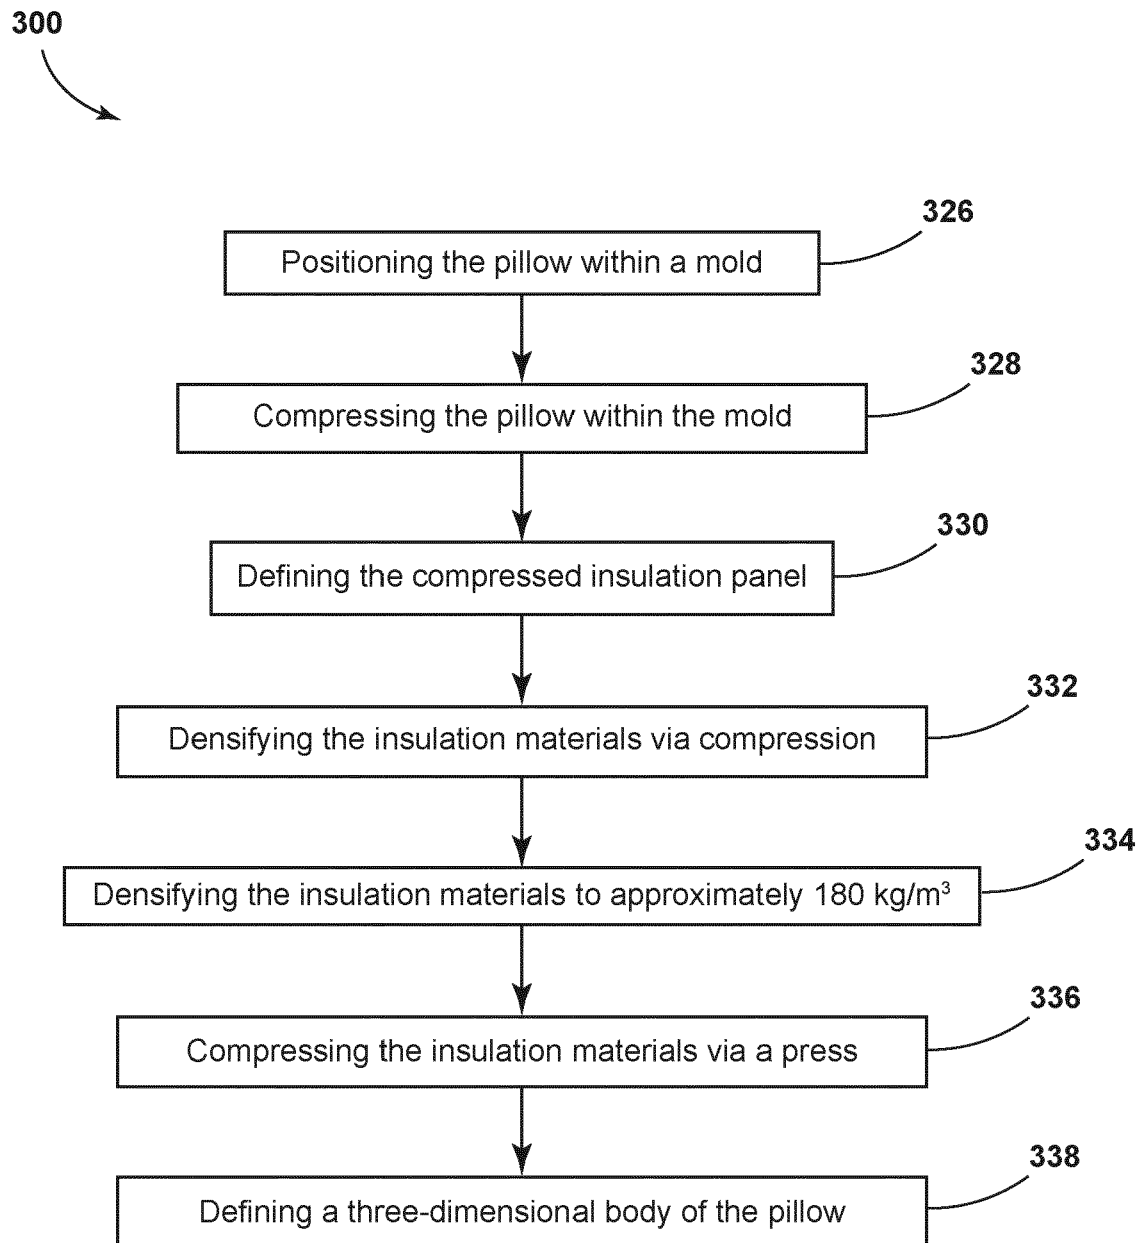 300
326
Positioning the pillow within a mold
328
Compressing the pillow within the mold
330
Defining the compressed insulation panel
332
Densifying the insulation materials via compression
334
Densifying the insulation materials to approximately 180 kg/m³
336
Compressing the insulation materials via a press
338
Defining a three-dimensional body of the pillow